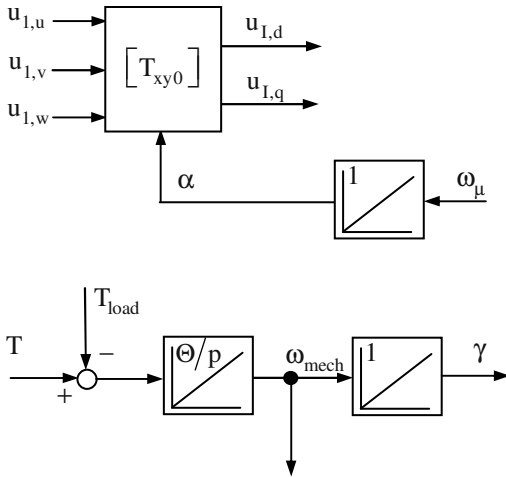 u1,u
u1,v
u1,w
[Txy0]
uI,d
uI,q
α
1
ωμ
Tload
T
−
+
Θ/p
ωmech
1
γ